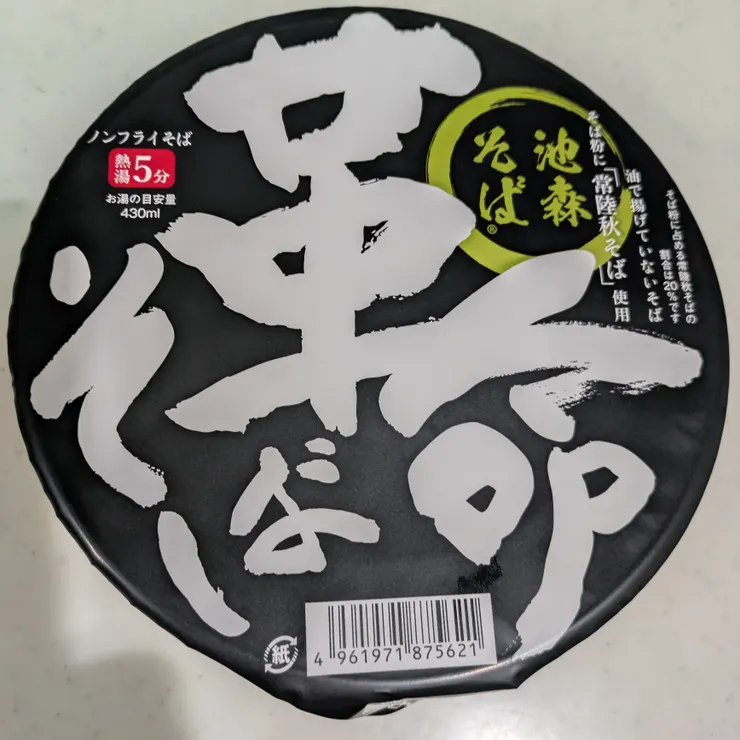 革命
そば
池森
そば®
ノンフライそば
熱湯5分
お湯の目安量
430ml
そば粉に「常陸秋そば」使用
油で揚げていないそば
そば粉に占める常陸秋そばの
割合は20%です
紙
4 961971 875621